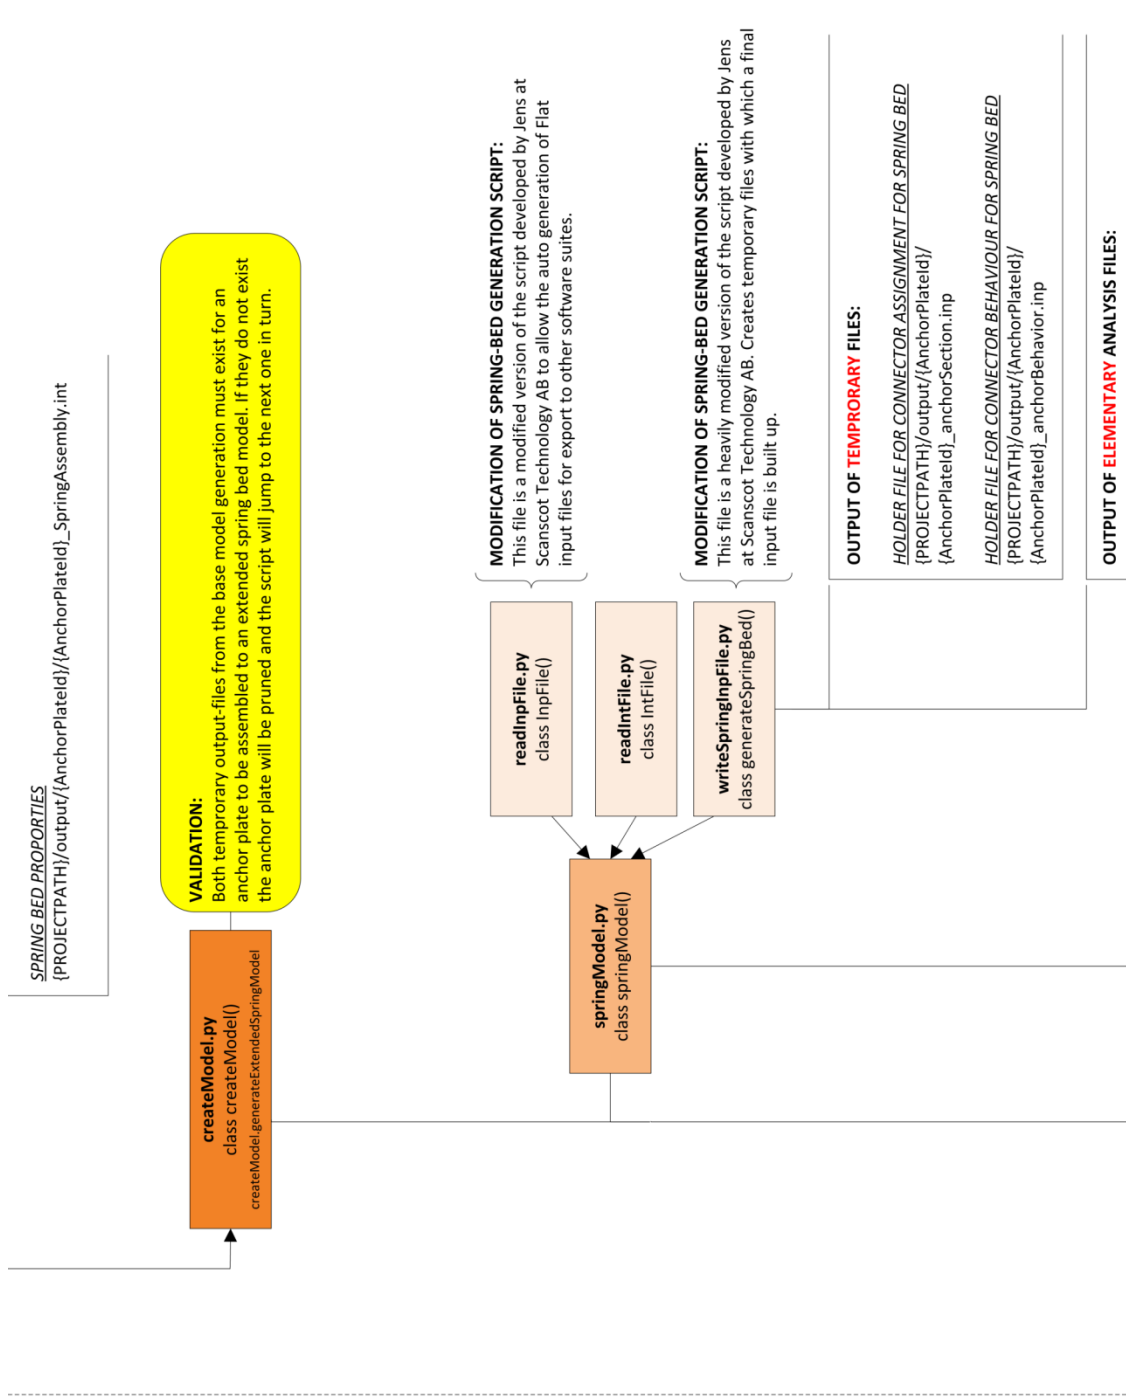 SPRING BED PROPORTIES
{PROJECTPATH}/output/{AnchorPlateId}/{AnchorPlateId}_SpringAssembly.int
createModel.py
class createModel()
createModel.generateExtendedSpringModel
VALIDATION:
Both temprorary output-files from the base model generation must exist for an
anchor plate to be assembled to an extended spring bed model. If they do not exist
the anchor plate will be pruned and the script will jump to the next one in turn.
springModel.py
class springModel()
readInpFile.py
class InpFile()
MODIFICATION OF SPRING-BED GENERATION SCRIPT:
This file is a modified version of the script developed by Jens at
Scanscot Technology AB to allow the auto generation of Flat
input files for export to other software suites.
readIntFile.py
class IntFile()
writeSpringInpFile.py
class generateSpringBed()
MODIFICATION OF SPRING-BED GENERATION SCRIPT:
This file is a heavily modified version of the script developed by Jens
at Scanscot Technology AB. Creates temporary files with which a final
input file is built up.
OUTPUT OF TEMPRORARY FILES:
HOLDER FILE FOR CONNECTOR ASSIGNMENT FOR SPRING BED
{PROJECTPATH}/output/{AnchorPlateId}/
{AnchorPlateId}_anchorSection.inp
HOLDER FILE FOR CONNECTOR BEHAVIOUR FOR SPRING BED
{PROJECTPATH}/output/{AnchorPlateId}/
{AnchorPlateId}_anchorBehavior.inp
OUTPUT OF ELEMENTARY ANALYSIS FILES: